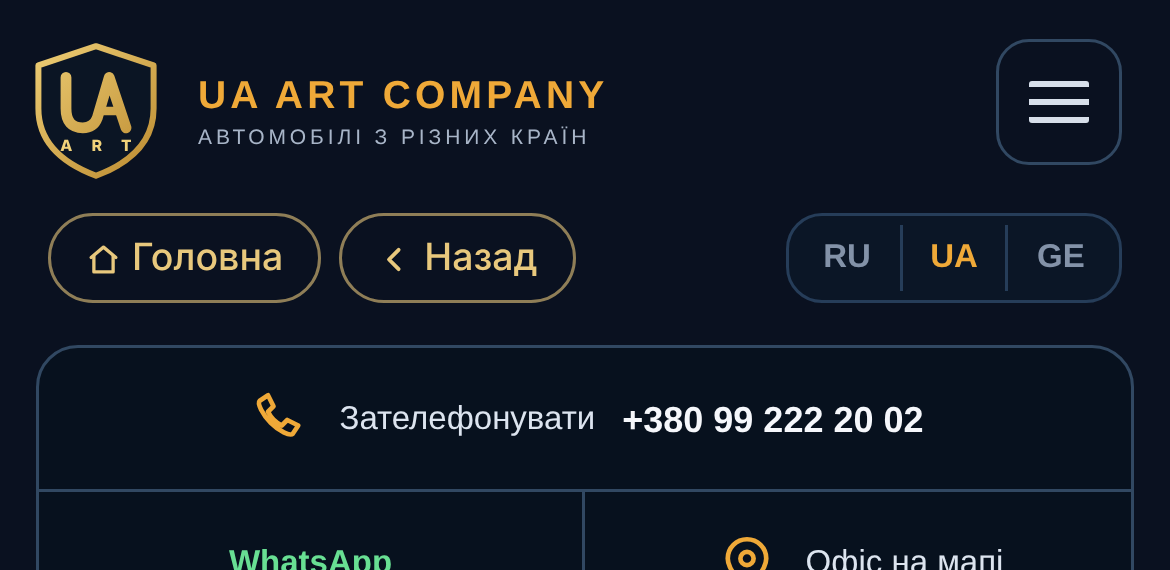 UA
ART
UA ART COMPANY
АВТОМОБІЛІ З РІЗНИХ КРАЇН
Головна
Назад
RU
UA
GE
Зателефонувати +380 99 222 20 02
WhatsApp
Офіс на мапі